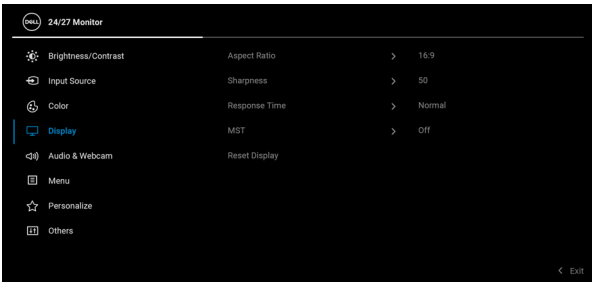 DELL 24/27 Monitor
Brightness/Contrast Aspect Ratio > 16:9
Input Source Sharpness > 50
Color Response Time > Normal
Display MST > Off
Audio & Webcam Reset Display
Menu
Personalize
Others
< Exit